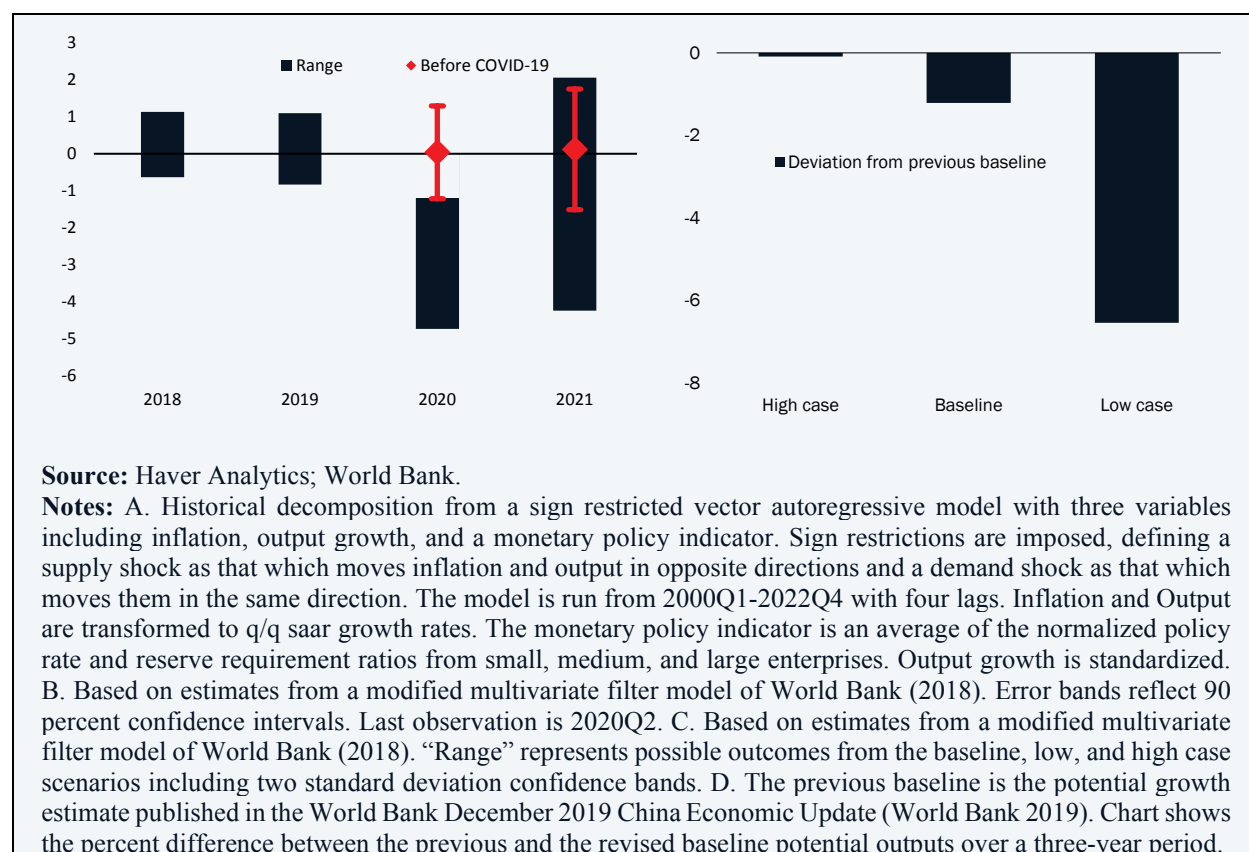 3
2
1
0
-1
-2
-3
-4
-5
-6
Range
Before COVID-19
2018
2019
2020
2021
0
-2
-4
-6
-8
Deviation from previous baseline
High case
Baseline
Low case
Source: Haver Analytics; World Bank.
Notes: A. Historical decomposition from a sign restricted vector autoregressive model with three variables
including inflation, output growth, and a monetary policy indicator. Sign restrictions are imposed, defining a
supply shock as that which moves inflation and output in opposite directions and a demand shock as that which
moves them in the same direction. The model is run from 2000Q1-2022Q4 with four lags. Inflation and Output
are transformed to q/q saar growth rates. The monetary policy indicator is an average of the normalized policy
rate and reserve requirement ratios from small, medium, and large enterprises. Output growth is standardized.
B. Based on estimates from a modified multivariate filter model of World Bank (2018). Error bands reflect 90
percent confidence intervals. Last observation is 2020Q2. C. Based on estimates from a modified multivariate
filter model of World Bank (2018). “Range” represents possible outcomes from the baseline, low, and high case
scenarios including two standard deviation confidence bands. D. The previous baseline is the potential growth
estimate published in the World Bank December 2019 China Economic Update (World Bank 2019). Chart shows
the percent difference between the previous and the revised baseline potential outputs over a three-year period.